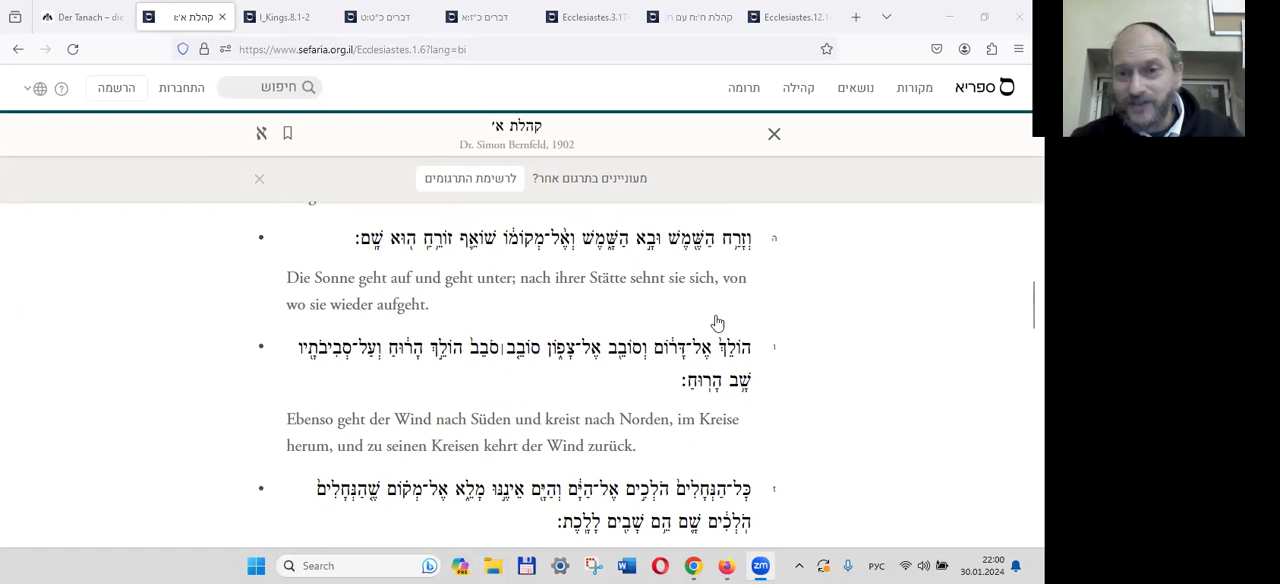 Der Tanach – die
קהלת א׳:ו
I_Kings.8.1-2
דברים כ״ט:ט
דברים כ״ז:א
Ecclesiastes.3.17-
קהלת ח׳:ח עם ר
Ecclesiastes.12.1
https://www.sefaria.org.il/Ecclesiastes.1.6?lang=bi
ספריא
מקורות
נושאים
קהילה
תרומה
חיפוש
התחברות
הרשמה
קהלת א׳
Dr. Simon Bernfeld, 1902
מעוניינים בתרגום אחר?
לרשימת התרגומים
ה
וְזָרַ֥ח הַשֶּׁ֖מֶשׁ וּבָ֣א הַשָּׁ֑מֶשׁ וְאֶ֨ל־מְקוֹמ֔וֹ שׁוֹאֵ֛ף זוֹרֵ֥חַֽ ה֖וּא שָֽׁם׃
Die Sonne geht auf und geht unter; nach ihrer Stätte sehnt sie sich, von
wo sie wieder aufgeht.
ו
הוֹלֵךְ֙ אֶל־דָּר֔וֹם וְסוֹבֵ֖ב אֶל־צָפ֑וֹן סוֹבֵ֤ב׀סֹבֵב֙ הוֹלֵ֣ךְ הָר֔וּחַ וְעַל־סְבִיבֹתָ֖יו
שָׁ֥ב הָרֽוּחַ׃
Ebenso geht der Wind nach Süden und kreist nach Norden, im Kreise
herum, und zu seinen Kreisen kehrt der Wind zurück.
ז
כׇּל־הַנְּחָלִים֙ הֹלְכִ֣ים אֶל־הַיָּ֔ם וְהַיָּ֖ם אֵינֶ֣נּוּ מָלֵ֑א אֶל־מְק֗וֹם שֶׁ֤הַנְּחָלִים֙
הֹֽלְכִ֔ים שָׁ֛ם הֵ֥ם שָׁבִ֖ים לָלָֽכֶת׃
Search
zm
РУС
22:00
30.01.2024